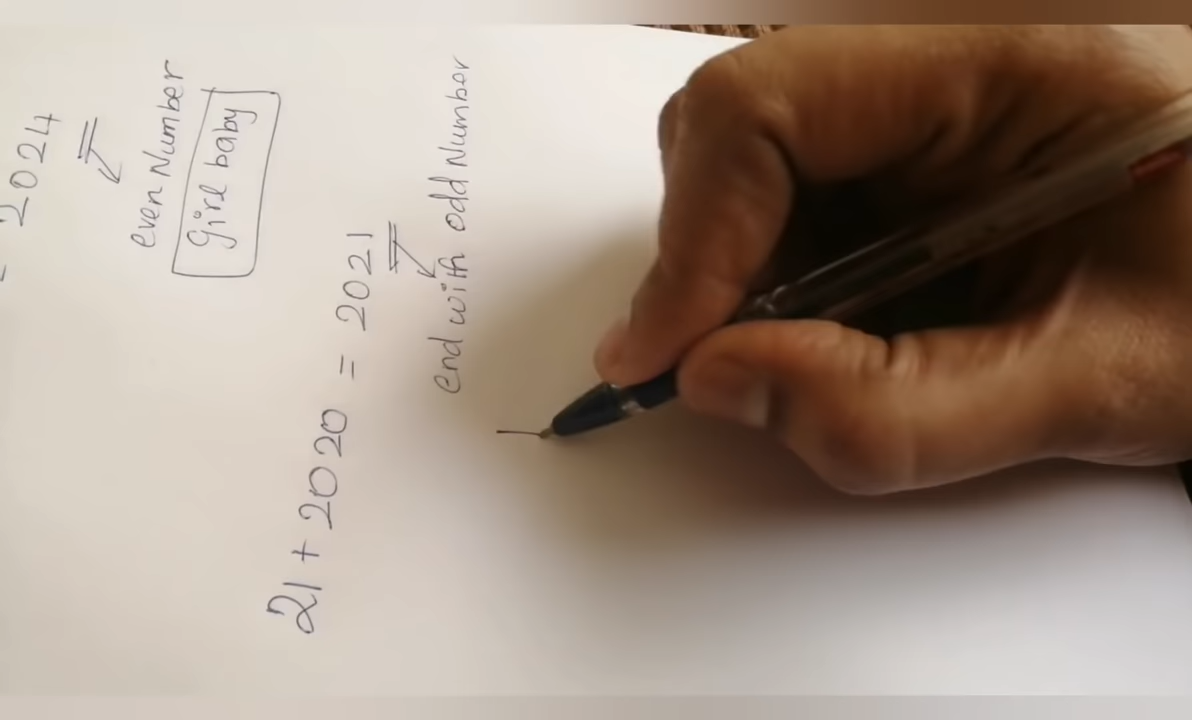 2024
even Number
Girl baby
21 + 2020 = 2021
end with odd Number